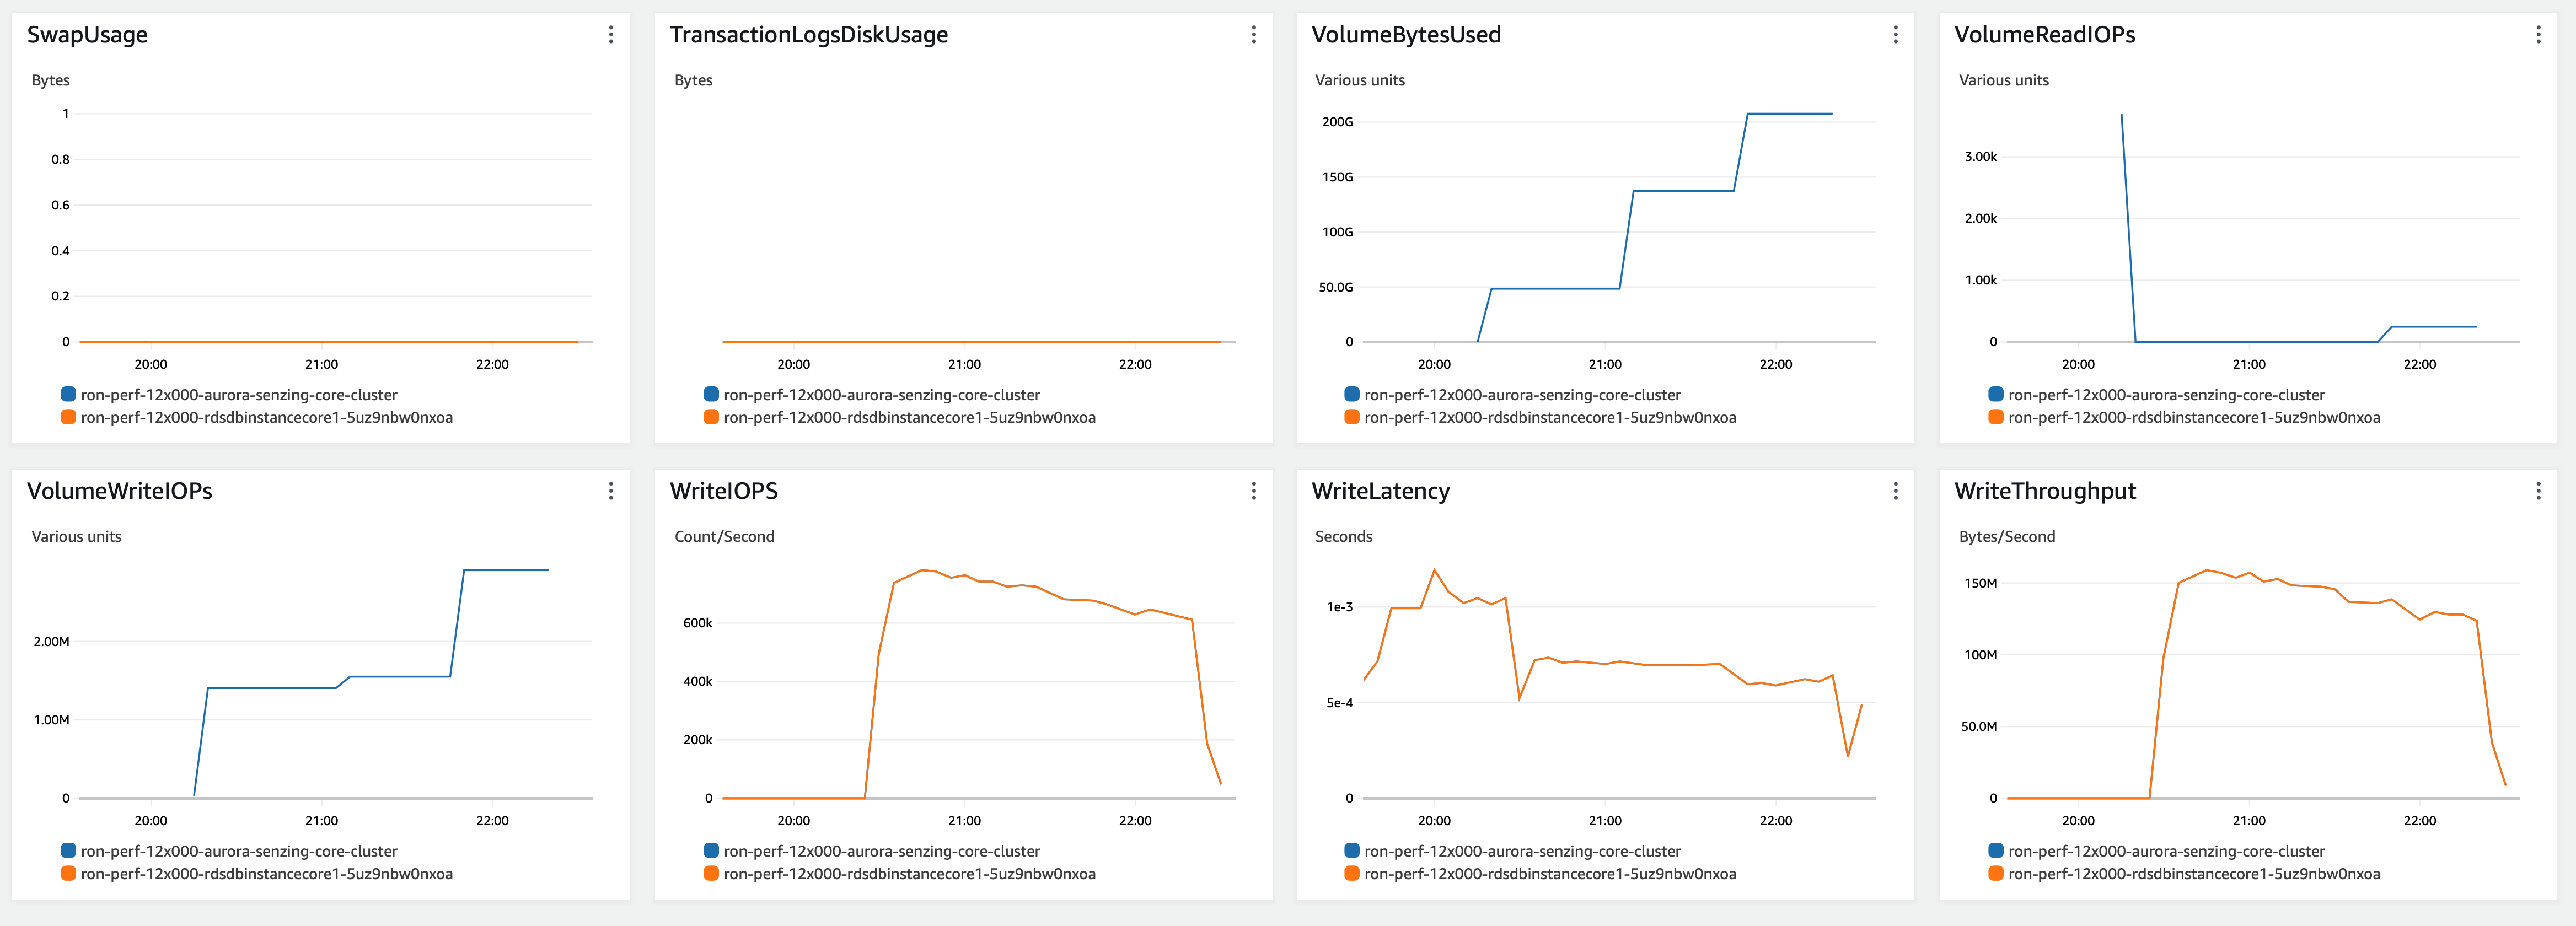 SwapUsage
Bytes
1
0.8
0.6
0.4
0.2
0
20:00 21:00 22:00
ron-perf-12x000-aurora-senzing-core-cluster
ron-perf-12x000-rdsdbinstancecore1-5uz9nbw0nxoa
TransactionLogsDiskUsage
Bytes
20:00 21:00 22:00
ron-perf-12x000-aurora-senzing-core-cluster
ron-perf-12x000-rdsdbinstancecore1-5uz9nbw0nxoa
VolumeBytesUsed
Various units
200G
150G
100G
50.0G
0
20:00 21:00 22:00
ron-perf-12x000-aurora-senzing-core-cluster
ron-perf-12x000-rdsdbinstancecore1-5uz9nbw0nxoa
VolumeReadIOPs
Various units
3.00k
2.00k
1.00k
0
20:00 21:00 22:00
ron-perf-12x000-aurora-senzing-core-cluster
ron-perf-12x000-rdsdbinstancecore1-5uz9nbw0nxoa
VolumeWriteIOPs
Various units
2.00M
1.00M
0
20:00 21:00 22:00
ron-perf-12x000-aurora-senzing-core-cluster
ron-perf-12x000-rdsdbinstancecore1-5uz9nbw0nxoa
WriteIOPS
Count/Second
600k
400k
200k
0
20:00 21:00 22:00
ron-perf-12x000-aurora-senzing-core-cluster
ron-perf-12x000-rdsdbinstancecore1-5uz9nbw0nxoa
WriteLatency
Seconds
1e-3
5e-4
0
20:00 21:00 22:00
ron-perf-12x000-aurora-senzing-core-cluster
ron-perf-12x000-rdsdbinstancecore1-5uz9nbw0nxoa
WriteThroughput
Bytes/Second
150M
100M
50.0M
0
20:00 21:00 22:00
ron-perf-12x000-aurora-senzing-core-cluster
ron-perf-12x000-rdsdbinstancecore1-5uz9nbw0nxoa